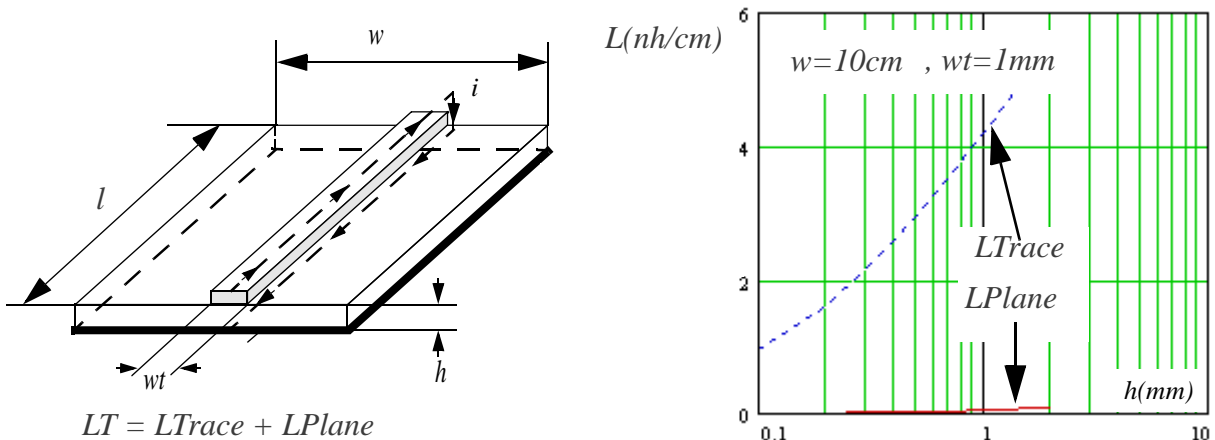 w
i
l
h
wt
LT = LTrace + LPlane
L(nh/cm)
6
w=10cm , wt=1mm
4
LTrace
2
LPlane
h(mm)
0
0.1 1 10